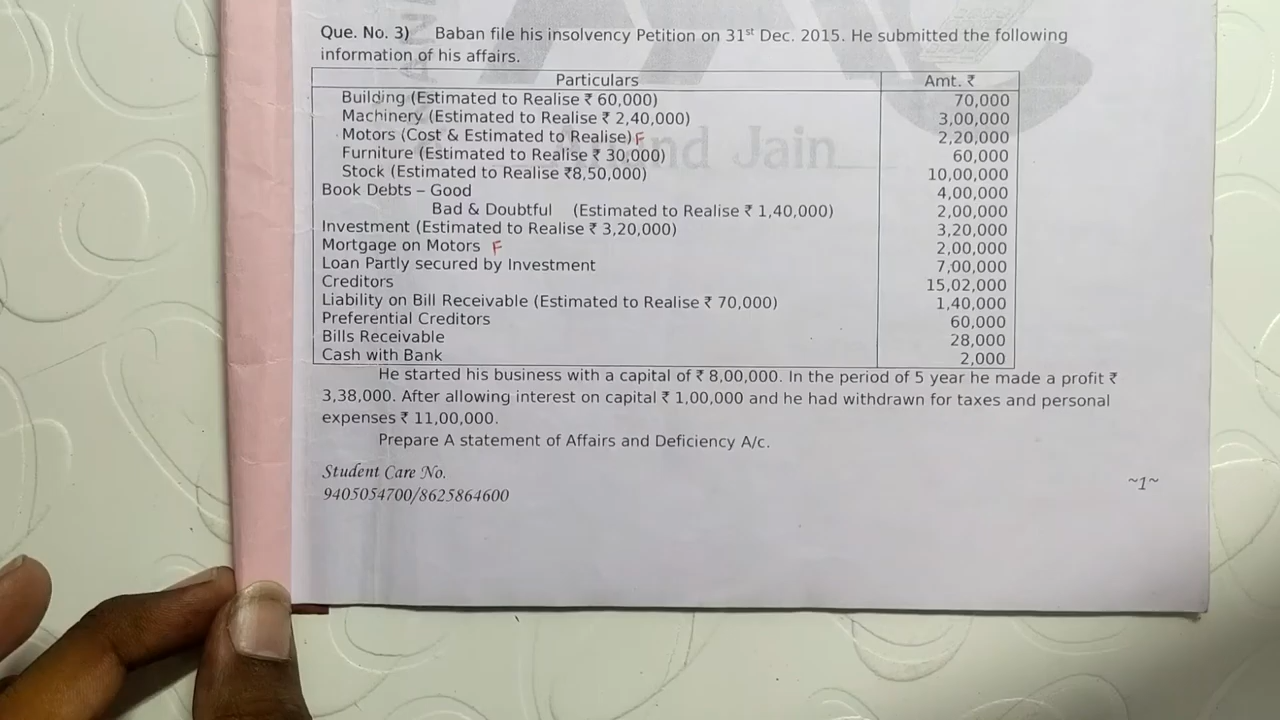 Que. No. 3) Baban file his insolvency Petition on 31st Dec. 2015. He submitted the following
information of his affairs.
Particulars Amt. ₹
Building (Estimated to Realise ₹ 60,000) 70,000
Machinery (Estimated to Realise ₹ 2,40,000) 3,00,000
Motors (Cost & Estimated to Realise) F 2,20,000
Furniture (Estimated to Realise ₹ 30,000) 60,000
Stock (Estimated to Realise ₹8,50,000) 10,00,000
Book Debts – Good 4,00,000
Bad & Doubtful (Estimated to Realise ₹ 1,40,000) 2,00,000
Investment (Estimated to Realise ₹ 3,20,000) 3,20,000
Mortgage on Motors F 2,00,000
Loan Partly secured by Investment 7,00,000
Creditors 15,02,000
Liability on Bill Receivable (Estimated to Realise ₹ 70,000) 1,40,000
Preferential Creditors 60,000
Bills Receivable 28,000
Cash with Bank 2,000
He started his business with a capital of ₹ 8,00,000. In the period of 5 year he made a profit ₹
3,38,000. After allowing interest on capital ₹ 1,00,000 and he had withdrawn for taxes and personal
expenses ₹ 11,00,000.
Prepare A statement of Affairs and Deficiency A/c.
Student Care No.
9405054700/8625864600
~1~
Jain